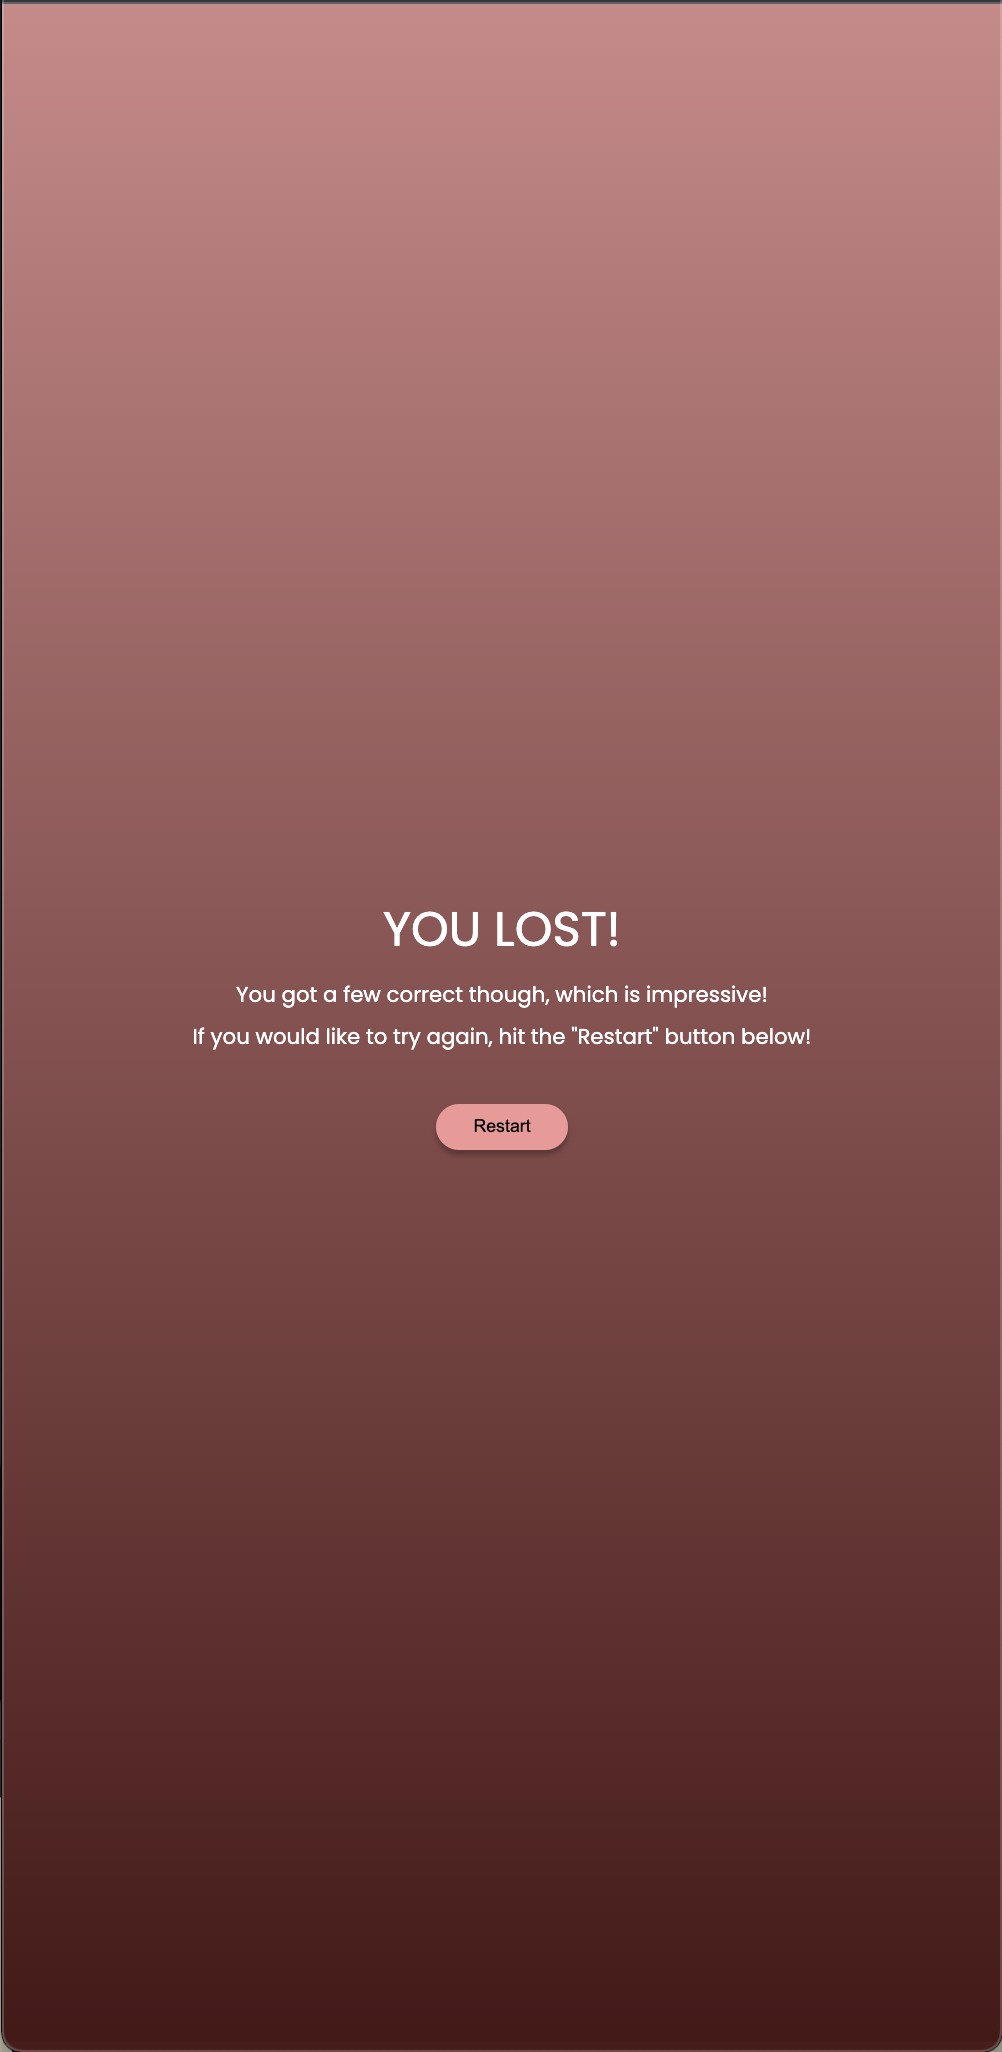 YOU LOST!
You got a few correct though, which is impressive!
If you would like to try again, hit the "Restart" button below!
Restart